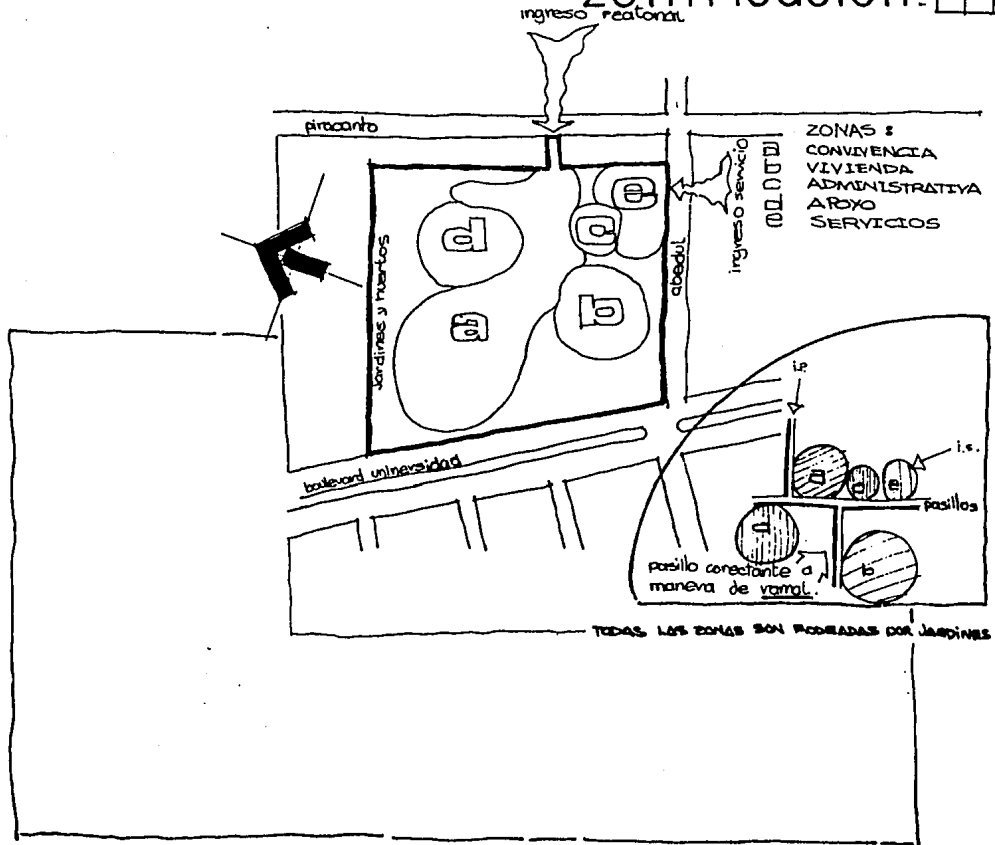 ingreso peatonal
piracanto
ingreso servicio
ZONAS :
a CONVIVENCIA
b VIVIENDA
c ADMINISTRATIVA
d APOYO
e SERVICIOS
e
c
d
b
a
jardines y huertos
abedul
boulevard universidad
i.p.
i.s.
a
c
e
pasillos
d
b
pasillo conectante a
manera de ramal.
TODAS LAS ZONAS SON RODEADAS POR JARDINES